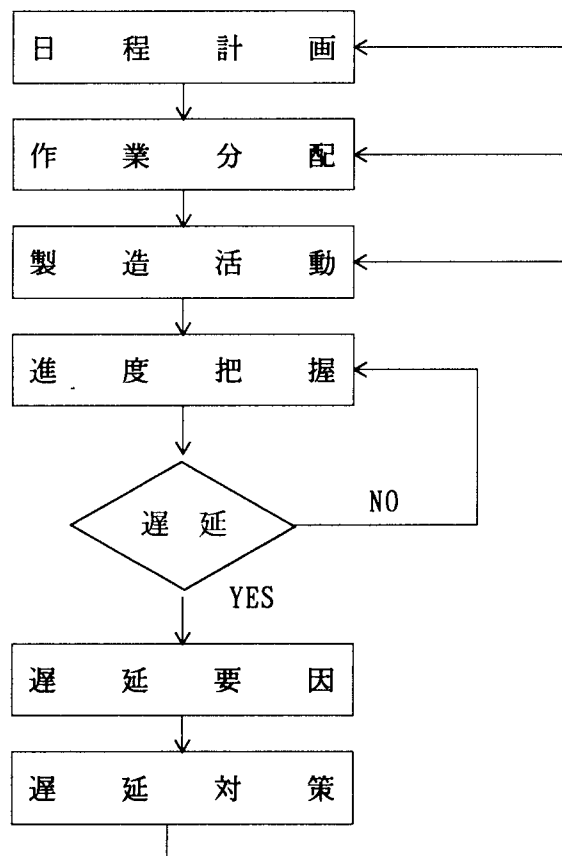 日程計画
作業分配
製造活動
進度把握
遅延
NO
YES
遅延要因
遅延対策